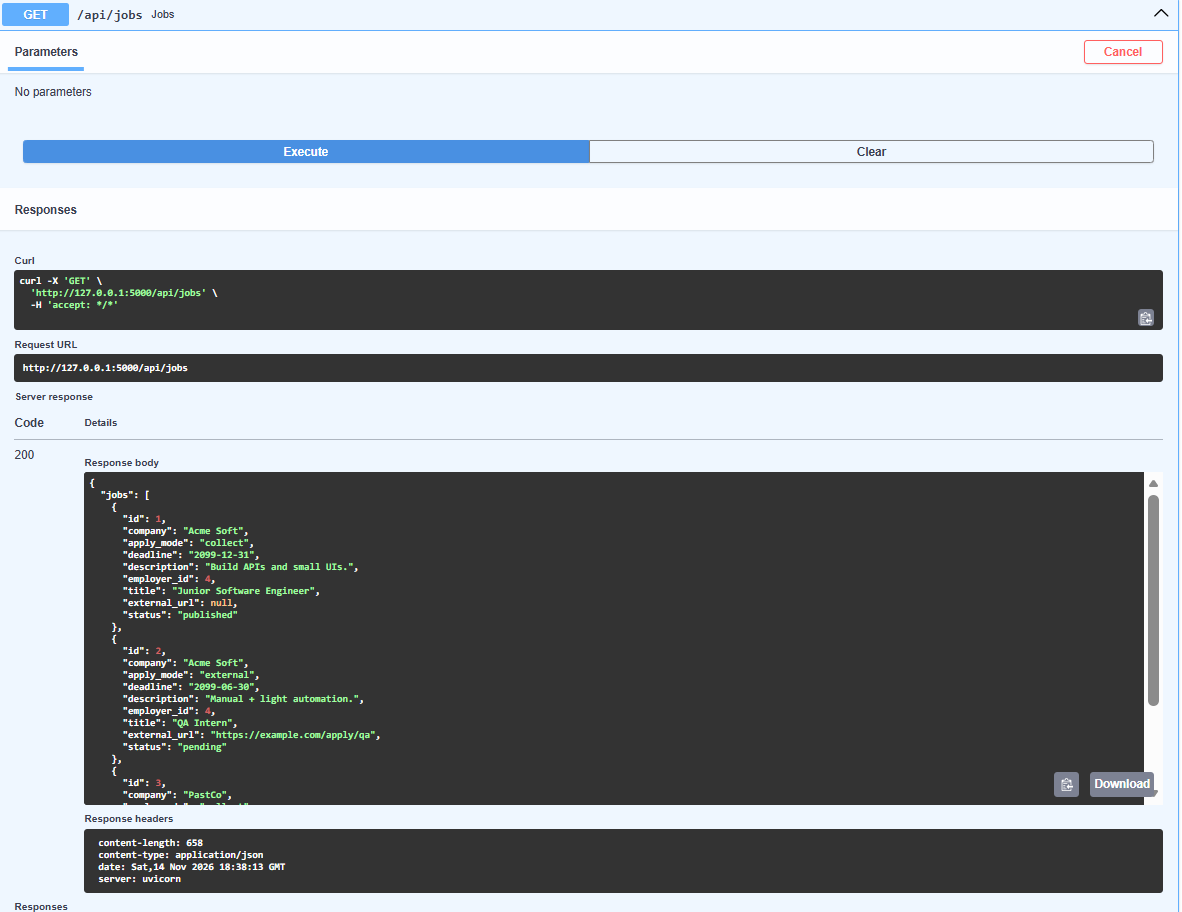 GET /api/jobs Jobs
Parameters
Cancel
No parameters
Execute
Clear
Responses
Curl
curl -X 'GET' \
  'http://127.0.0.1:5000/api/jobs' \
  -H 'accept: */*'
Request URL
http://127.0.0.1:5000/api/jobs
Server response
Code Details
200
Response body
{
  "jobs": [
    {
      "id": 1,
      "company": "Acme Soft",
      "apply_mode": "collect",
      "deadline": "2099-12-31",
      "description": "Build APIs and small UIs.",
      "employer_id": 4,
      "title": "Junior Software Engineer",
      "external_url": null,
      "status": "published"
    },
    {
      "id": 2,
      "company": "Acme Soft",
      "apply_mode": "external",
      "deadline": "2099-06-30",
      "description": "Manual + light automation.",
      "employer_id": 4,
      "title": "QA Intern",
      "external_url": "https://example.com/apply/qa",
      "status": "pending"
    },
    {
      "id": 3,
      "company": "PastCo",
Download
Response headers
content-length: 658
content-type: application/json
date: Sat,14 Nov 2026 18:38:13 GMT
server: uvicorn
Responses